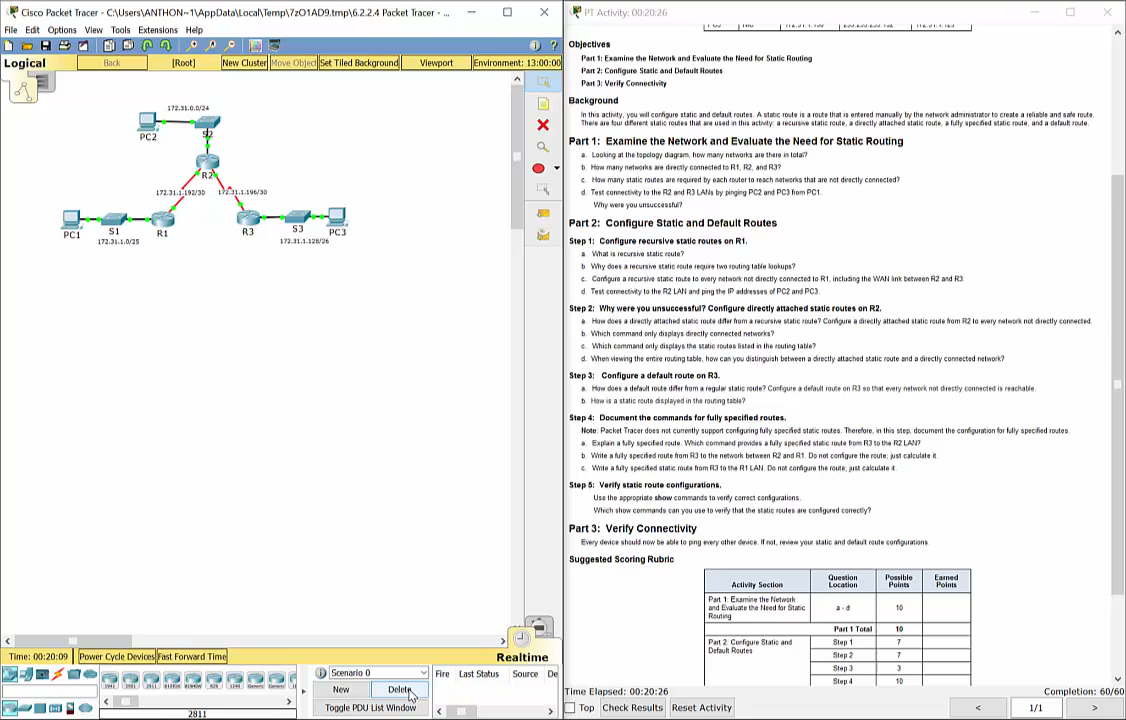 Cisco Packet Tracer - C:\Users\ANTHON~1\AppData\Local\Temp\7zO1AD9.tmp\6.2.2.4 Packet Tracer - ...
File Edit Options View Tools Extensions Help
Logical Back [Root] New Cluster Move Object Set Tiled Background Viewport Environment: 13:00:00
172.31.0.0/24
PC2
S2
R2
172.31.1.192/30
172.31.1.196/30
PC1
S1
R1
R3
S3
PC3
172.31.1.0/25
172.31.1.128/26
Realtime
Time: 00:20:09 Power Cycle Devices Fast Forward Time
Scenario 0
New
Delete
Toggle PDU List Window
Fire Last Status Source De
1941 2901 2911 819IOX 819HGW 829 1240 Generic Generic
2811
PT Activity: 00:20:26
Objectives
Part 1: Examine the Network and Evaluate the Need for Static Routing
Part 2: Configure Static and Default Routes
Part 3: Verify Connectivity
Background
In this activity, you will configure static and default routes. A static route is a route that is entered manually by the network administrator to create a reliable and safe route.
There are four different static routes that are used in this activity: a recursive static route, a directly attached static route, a fully specified static route, and a default route.
Part 1: Examine the Network and Evaluate the Need for Static Routing
a. Looking at the topology diagram, how many networks are there in total?
b. How many networks are directly connected to R1, R2, and R3?
c. How many static routes are required by each router to reach networks that are not directly connected?
d. Test connectivity to the R2 and R3 LANs by pinging PC2 and PC3 from PC1.
Why were you unsuccessful?
Part 2: Configure Static and Default Routes
Step 1: Configure recursive static routes on R1.
a. What is recursive static route?
b. Why does a recursive static route require two routing table lookups?
c. Configure a recursive static route to every network not directly connected to R1, including the WAN link between R2 and R3.
d. Test connectivity to the R2 LAN and ping the IP addresses of PC2 and PC3.
Step 2: Why were you unsuccessful? Configure directly attached static routes on R2.
a. How does a directly attached static route differ from a recursive static route? Configure a directly attached static route from R2 to every network not directly connected.
b. Which command only displays directly connected networks?
c. Which command only displays the static routes listed in the routing table?
d. When viewing the entire routing table, how can you distinguish between a directly attached static route and a directly connected network?
Step 3: Configure a default route on R3.
a. How does a default route differ from a regular static route? Configure a default route on R3 so that every network not directly connected is reachable.
b. How is a static route displayed in the routing table?
Step 4: Document the commands for fully specified routes.
Note: Packet Tracer does not currently support configuring fully specified static routes. Therefore, in this step, document the configuration for fully specified routes.
a. Explain a fully specified route. Which command provides a fully specified static route from R3 to the R2 LAN?
b. Write a fully specified route from R3 to the network between R2 and R1. Do not configure the route; just calculate it.
c. Write a fully specified static route from R3 to the R1 LAN. Do not configure the route; just calculate it.
Step 5: Verify static route configurations.
Use the appropriate show commands to verify correct configurations.
Which show commands can you use to verify that the static routes are configured correctly?
Part 3: Verify Connectivity
Every device should now be able to ping every other device. If not, review your static and default route configurations.
Suggested Scoring Rubric
Activity Section Question Location Possible Points Earned Points
Part 1: Examine the Network and Evaluate the Need for Static Routing a - d 10
Part 1 Total 10
Part 2: Configure Static and Default Routes Step 1 7
Step 2 7
Step 3 3
Step 4 10
Time Elapsed: 00:20:26 Completion: 60/60
Top Check Results Reset Activity < 1/1 >